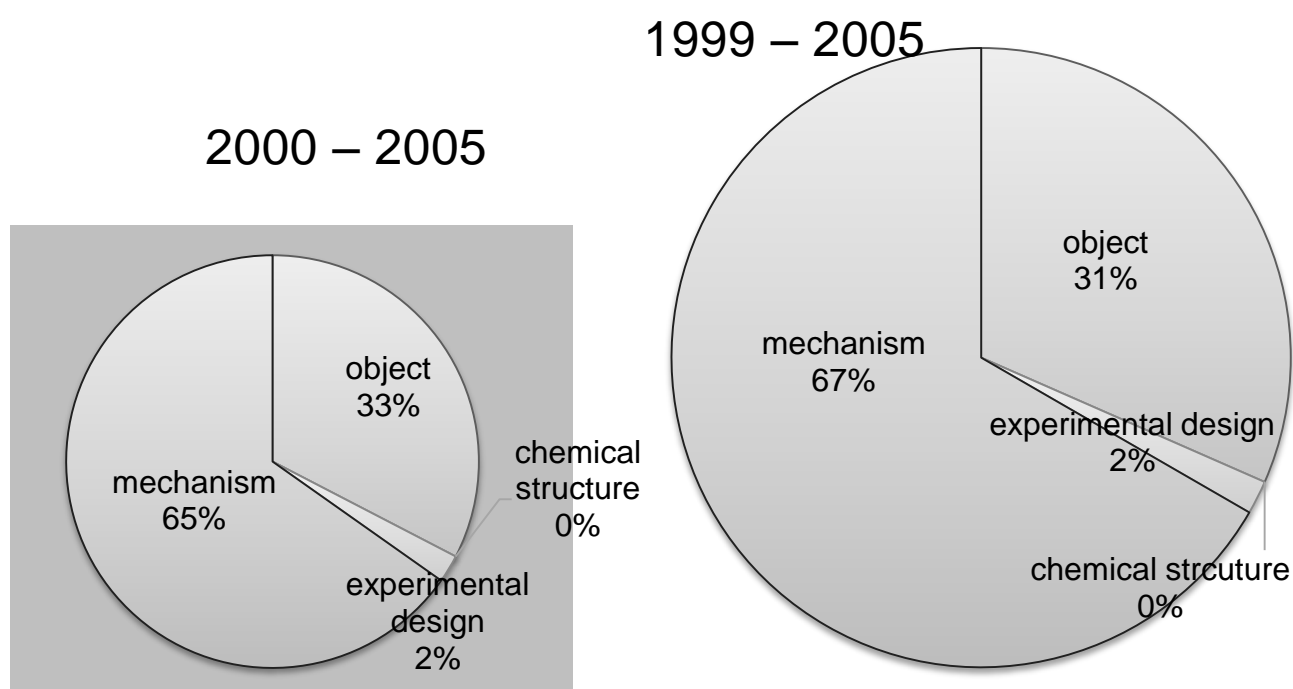 2000 – 2005
object
33%
chemical
structure
0%
mechanism
65%
experimental
design
2%
1999 – 2005
object
31%
mechanism
67%
experimental design
2%
chemical strcuture
0%